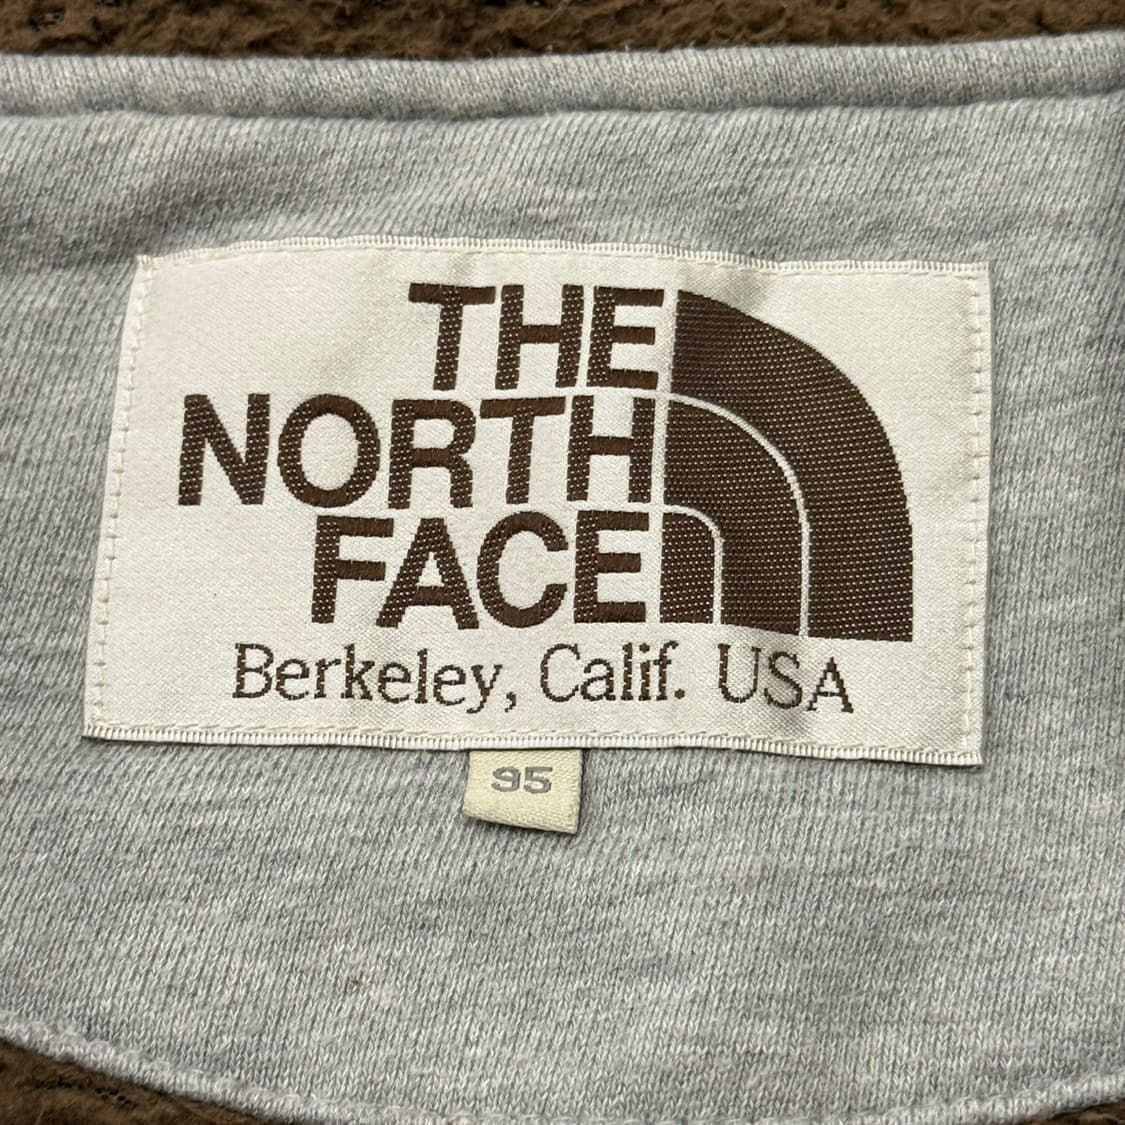 THE
NORTH
FACE
Berkeley, Calif. USA
95